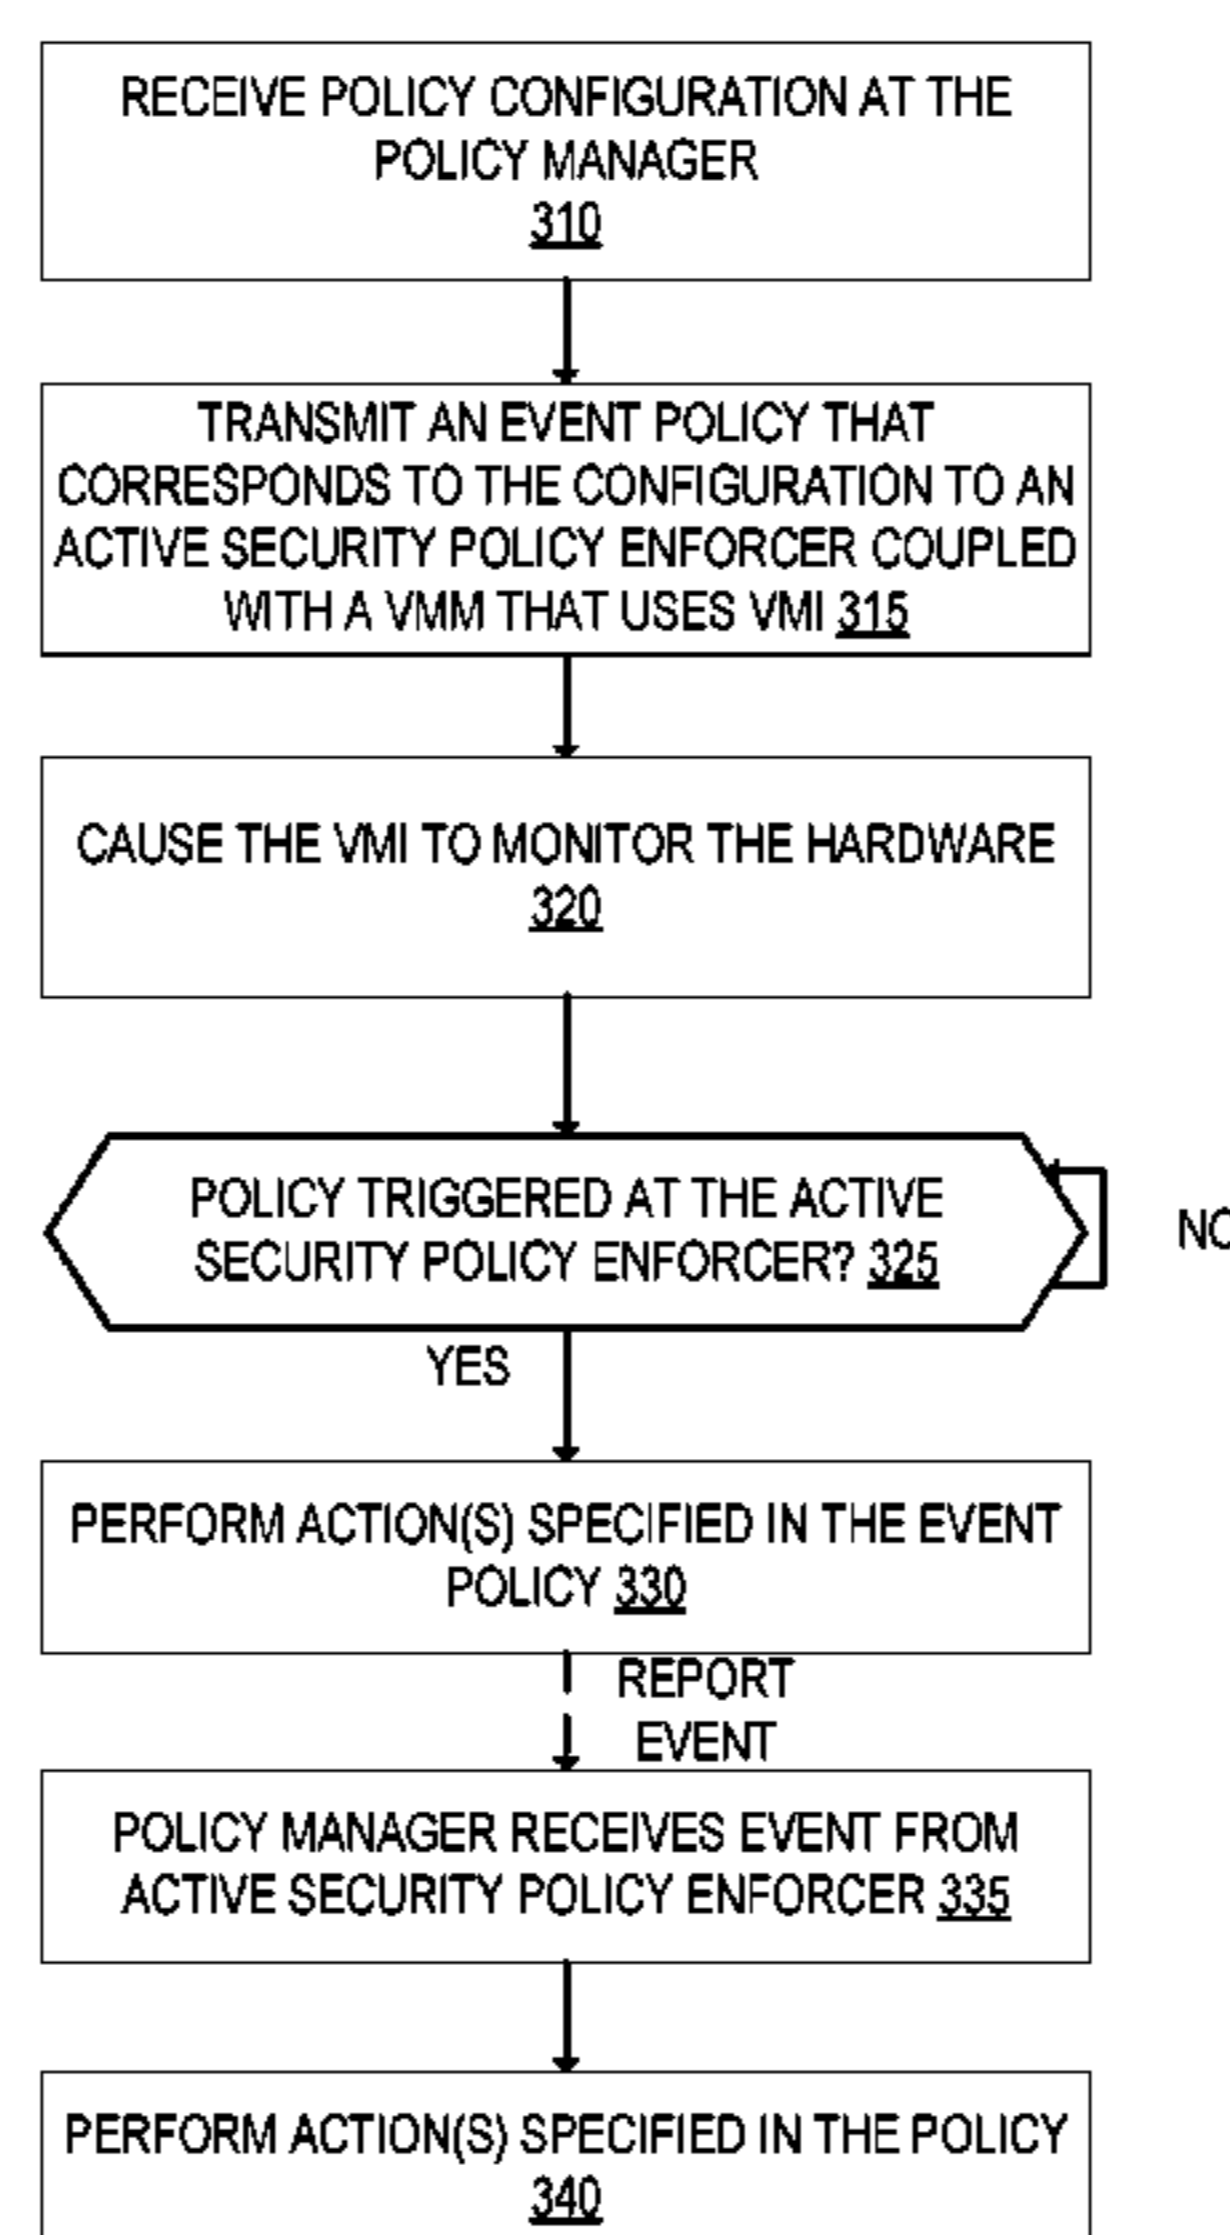 RECEIVE POLICY CONFIGURATION AT THE
POLICY MANAGER
310
TRANSMIT AN EVENT POLICY THAT
CORRESPONDS TO THE CONFIGURATION TO AN
ACTIVE SECURITY POLICY ENFORCER COUPLED
WITH A VMM THAT USES VMI 315
CAUSE THE VMI TO MONITOR THE HARDWARE
320
POLICY TRIGGERED AT THE ACTIVE
SECURITY POLICY ENFORCER? 325
NO
YES
PERFORM ACTION(S) SPECIFIED IN THE EVENT
POLICY 330
REPORT
EVENT
POLICY MANAGER RECEIVES EVENT FROM
ACTIVE SECURITY POLICY ENFORCER 335
PERFORM ACTION(S) SPECIFIED IN THE POLICY
340